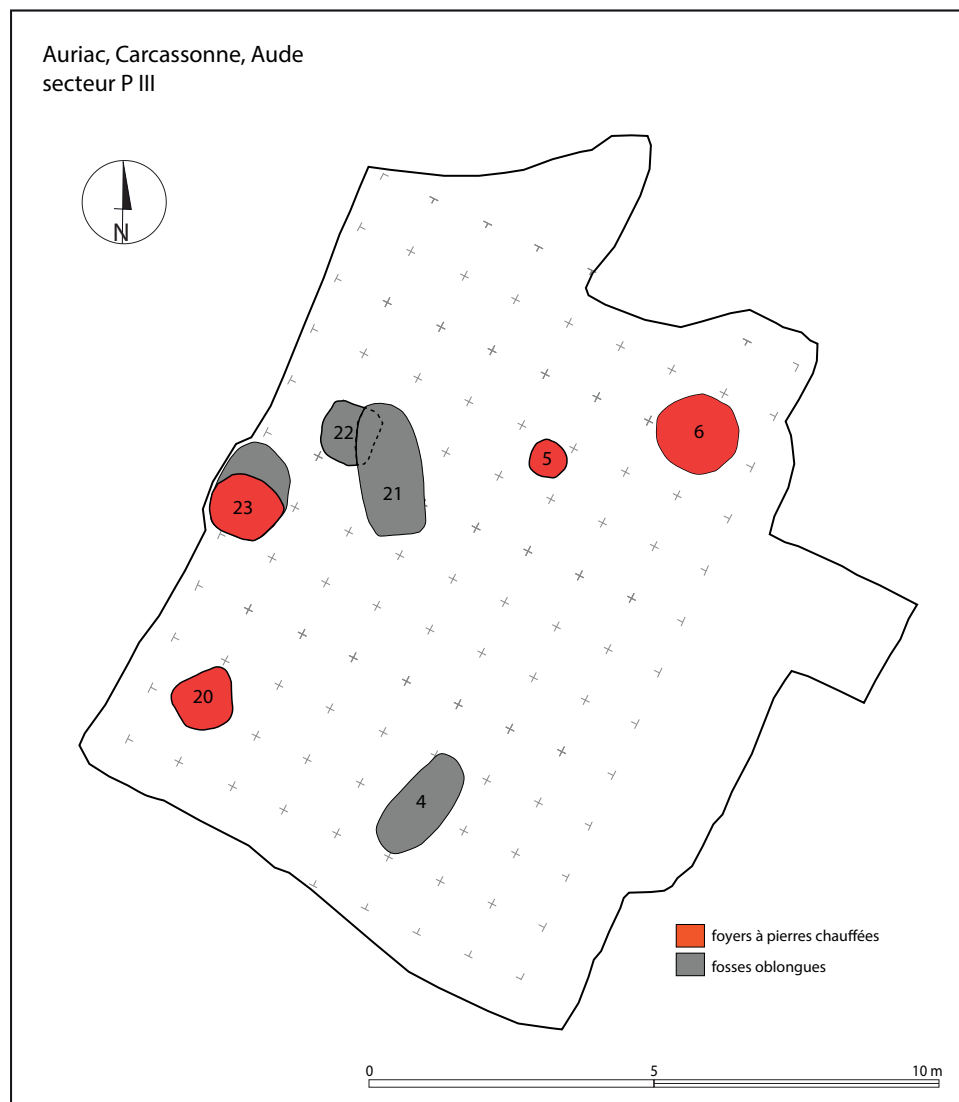 Auriac, Carcassonne, Aude
secteur P III
N
22
6
5
21
23
20
4
foyers à pierres chauffées
fosses oblongues
0 5 10 m